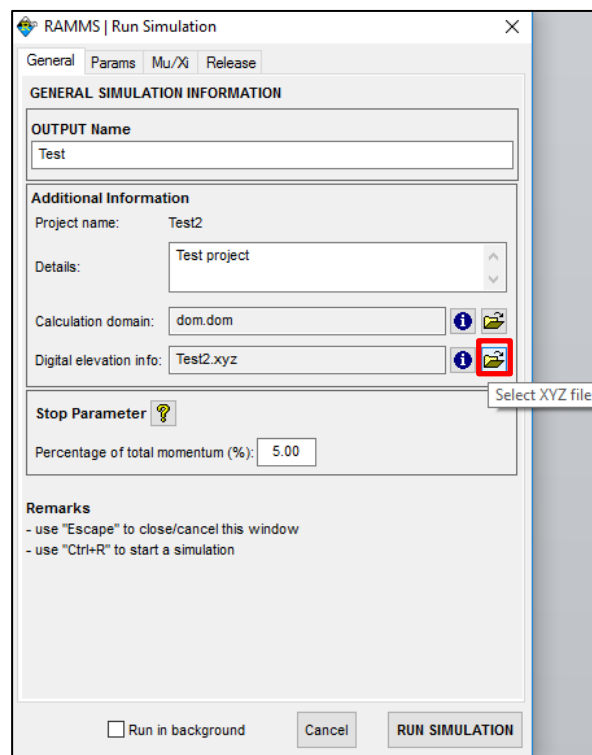 RAMMS | Run Simulation
General Params Mu/Xi Release
GENERAL SIMULATION INFORMATION
OUTPUT Name
Test
Additional Information
Project name: Test2
Details: Test project
Calculation domain: dom.dom
Digital elevation info: Test2.xyz
Select XYZ file
Stop Parameter ?
Percentage of total momentum (%): 5.00
Remarks
- use "Escape" to close/cancel this window
- use "Ctrl+R" to start a simulation
Run in background Cancel RUN SIMULATION